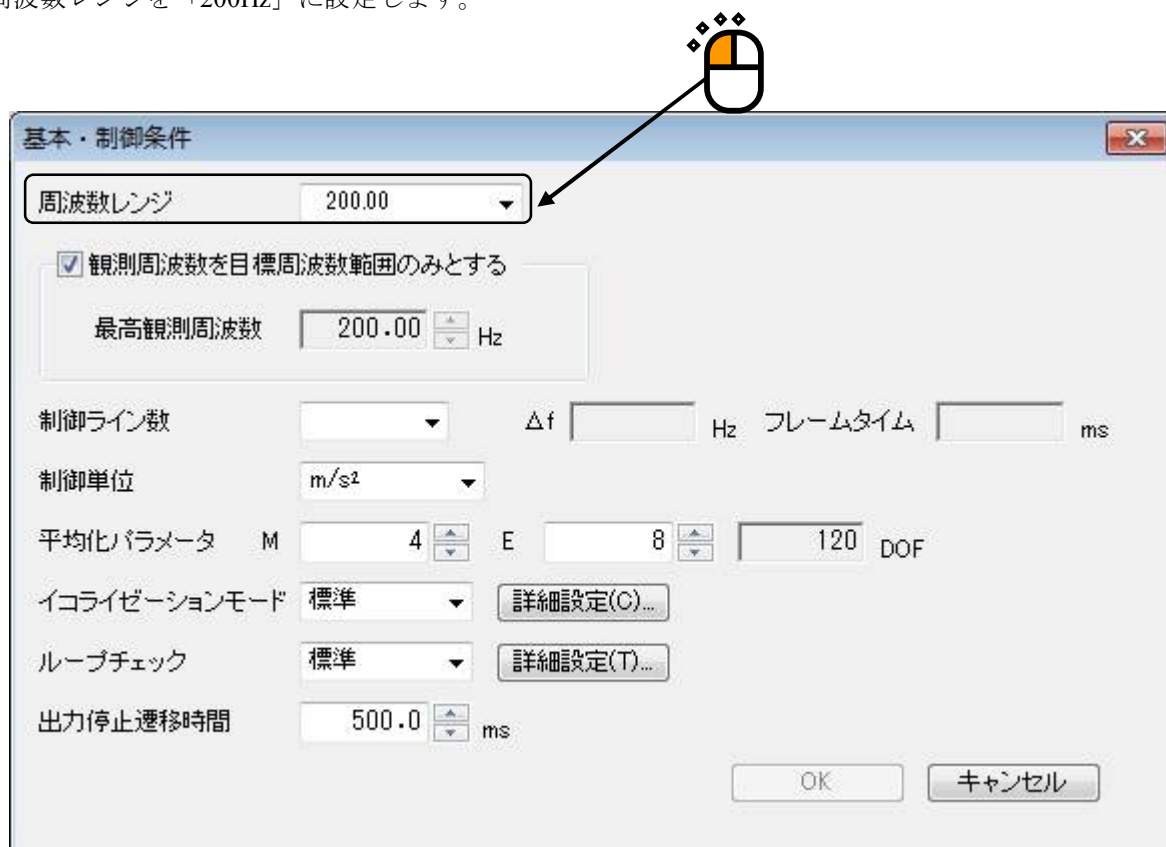 周波数レンジを「200Hz」に設定します。
基本・制御条件
周波数レンジ 200.00
観測周波数を目標周波数範囲のみとする
最高観測周波数 200.00 Hz
制御ライン数 Δf Hz フレームタイム ms
制御単位 m/s²
平均化パラメータ M 4 E 8 120 DOF
イコライゼーションモード 標準 詳細設定(C)...
ループチェック 標準 詳細設定(T)...
出力停止遷移時間 500.0 ms
OK キャンセル